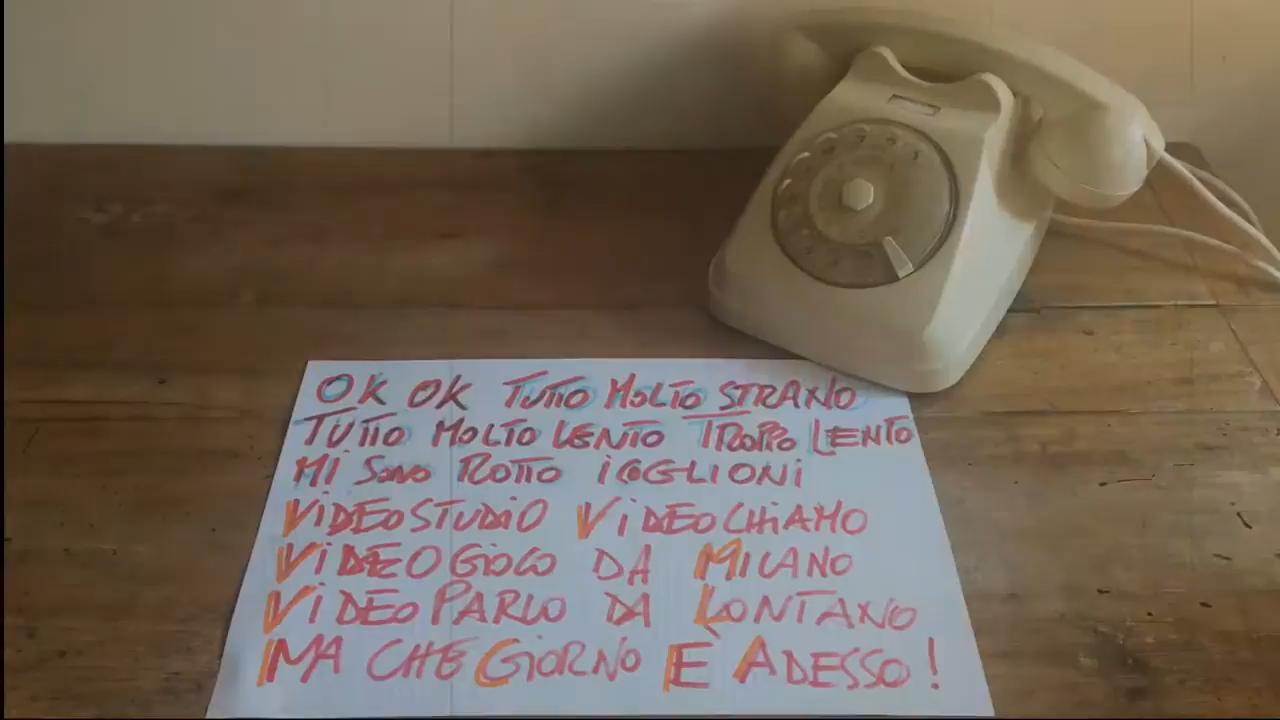 OK OK TUTTO MOLTO STRANO
TUTTO MOLTO LENTO TROPPO LENTO
Mi SONO ROTTO i COGLIONI
ViDEOSTUDiO ViDEOCHiAMO
ViDEOGiOCO DA MILANO
ViDEOPARLO DA LONTANO
MA CHE GiORNO È ADESSO!